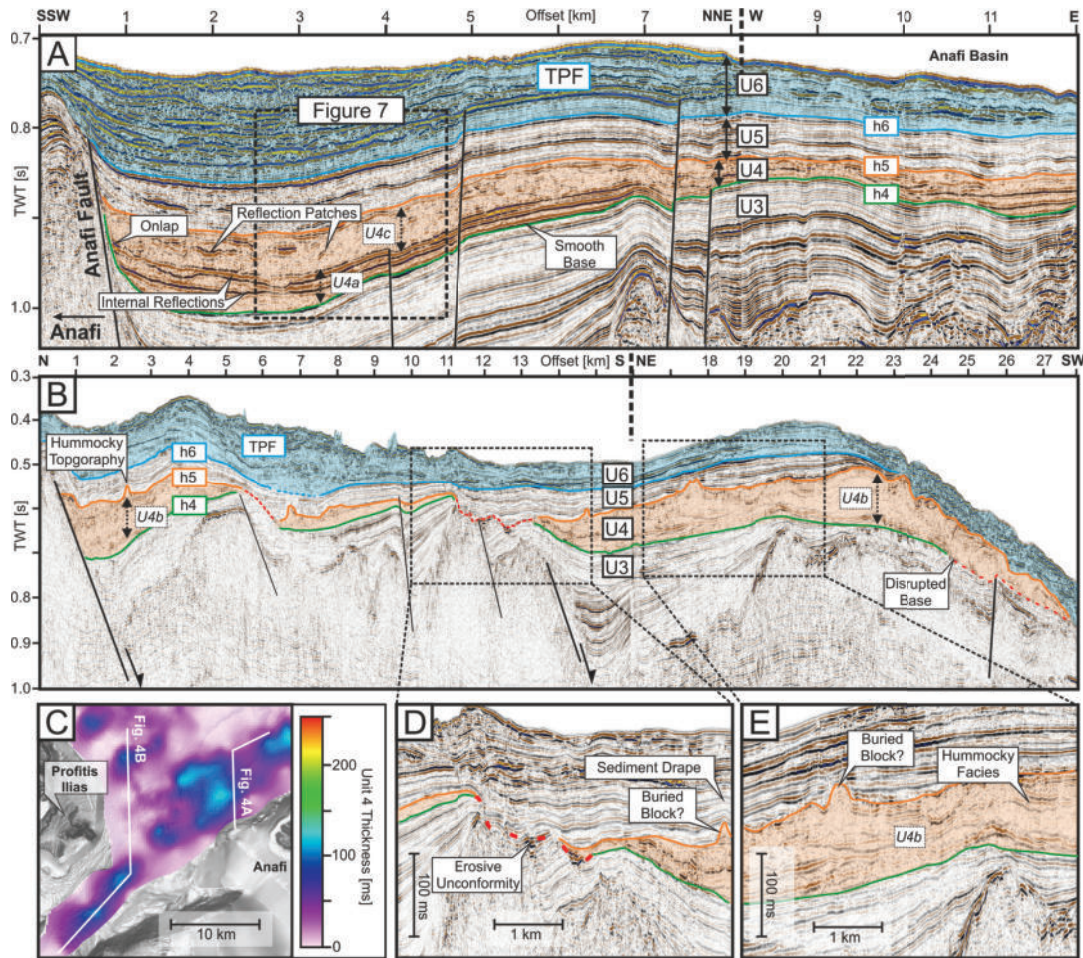 SSW 1 2 3 4 5 Offset [km] 7 NNE W 9 10 11 E
0.7
A
Anafi Basin
TPF
U6
Figure 7
0.8
h6
U5
TWT [s]
h5
U4
h4
Onlap
Reflection Patches
U4c
U3
Anafi Fault
Smooth
Base
U4a
Internal Reflections
1.0
Anafi
N 1 2 3 4 5 6 7 8 9 10 11 12 13 Offset [km] S NE 18 19 20 21 22 23 24 25 26 27 SW
0.3
B
0.4
Hummocky
Topgoraphy
h6
TPF
0.5
h5
U6
U5
h4
U4b
U4b
TWT [s]
0.6
U4
U3
0.7
Disrupted
Base
0.8
0.9
1.0
C
Fig. 4B
Fig. 4A
Profitis
Ilias
Anafi
10 km
200
100
0
Unit 4 Thickness [ms]
D
Sediment Drape
Buried
Block?
Erosive
Unconformity
100 ms
1 km
E
Buried
Block?
Hummocky
Facies
U4b
100 ms
1 km